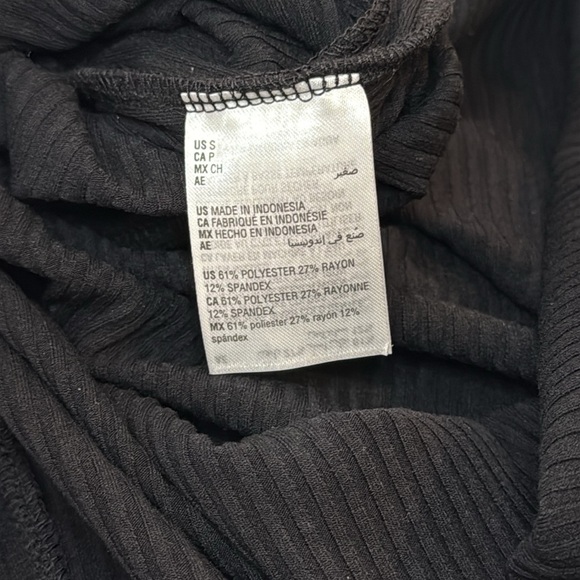 US S
CA P
MX CH
AE صغير
US MADE IN INDONESIA
CA FABRIQUÉ EN INDONÉSIE
MX HECHO EN INDONESIA
AE صنع في إندونيسيا
US 61% POLYESTER 27% RAYON
12% SPANDEX
CA 61% POLYESTER 27% RAYONNE
12% SPANDEX
MX 61% poliester 27% rayón 12%
spándex